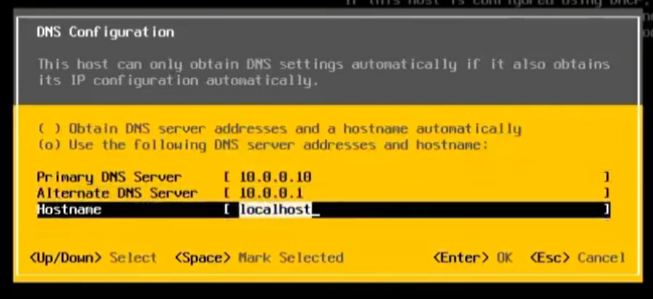 if this host is configured using DHCP.
DNS Configuration
This host can only obtain DNS settings automatically if it also obtains
its IP configuration automatically.
( ) Obtain DNS server addresses and a hostname automatically
(o) Use the following DNS server addresses and hostname:
Primary DNS Server [ 10.0.0.10 ]
Alternate DNS Server [ 10.0.0.1 ]
Hostname [ localhost_ ]
<Up/Down> Select <Space> Mark Selected <Enter> OK <Esc> Cancel